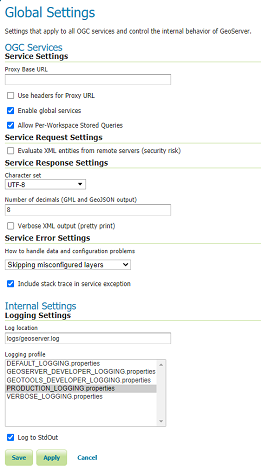 Global Settings
Settings that apply to all OGC services and control the internal behavior of GeoServer.
OGC Services
Service Settings
Proxy Base URL
Use headers for Proxy URL
Enable global services
Allow Per-Workspace Stored Queries
Service Request Settings
Evaluate XML entities from remote servers (security risk)
Service Response Settings
Character set
UTF-8
Number of decimals (GML and GeoJSON output)
8
Verbose XML output (pretty print)
Service Error Settings
How to handle data and configuration problems
Skipping misconfigured layers
Include stack trace in service exception
Internal Settings
Logging Settings
Log location
logs/geoserver.log
Logging profile
DEFAULT_LOGGING.properties
GEOSERVER_DEVELOPER_LOGGING.properties
GEOTOOLS_DEVELOPER_LOGGING.properties
PRODUCTION_LOGGING.properties
VERBOSE_LOGGING.properties
Log to StdOut
Save Apply Cancel